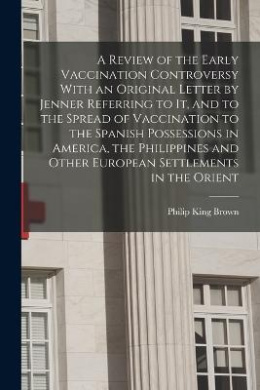 A Review of the Early
Vaccination Controversy
With an Original Letter by
Jenner Referring to It, and to
the Spread of Vaccination to
the Spanish Possessions in
America, the Philippines and
Other European Settlements
in the Orient
Philip King Brown